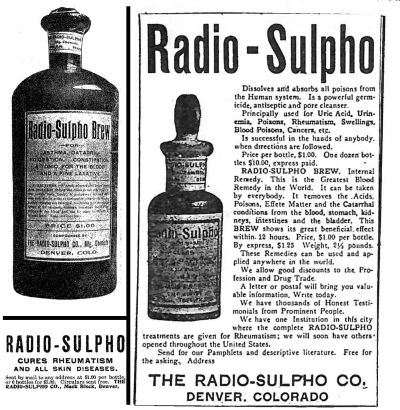 Radio-Sulpho Brew
FOR
ASTHMA, CATARRH,
INDIGESTION, CONSTIPATION,
A TONIC FOR THE BLOOD
AND A FINE LAXATIVE
PRICE $1.00
THE RADIO-SULPHO CO., Mfg. Chemists
DENVER, COLO.
RADIO-SULPHO
CURES RHEUMATISM
AND ALL SKIN DISEASES.
Sent by mail to any address at $1.00 per bottle,
or 6 bottles for Circulars sent free. THE
RADIO-SULPHO CO., Mack Block, Denver.
Radio-Sulpho
Dissolves and absorbs all poisons from
the Human system. Is a powerful germ-
icide, antiseptic and pore cleanser.
Principally used for Uric Acid, Urin-
emia, Poisons, Rheumatism, Swellings,
Blood Poisons, Cancers, etc.
Is successful in the hands of anybody,
when directions are followed.
Price per bottle, $1.00. One dozen bot-
tles $10.00, express paid.
RADIO-SULPHO BREW. Internal
Remedy. This is the Greatest Blood
Remedy in the World. It can be taken
by everybody. It removes the Acids,
Poisons, Effete Matter and the Catarrhal
conditions from the blood, stomach, kid-
neys, intestines and the bladder. This
BREW shows its great beneficial effect
within 12 hours. Price, $1.00 per bottle.
By express, $1.25 Weight, 2½ pounds.
These Remedies can be used and ap-
plied anywhere in the world.
We allow good discounts to the Pro-
fession and Drug Trade.
A letter or postal will bring you valu-
able information. Write today.
We have thousands of Honest Testi-
monials from Prominent People.
We have one Institution in this city
where the complete RADIO-SULPHO
treatments are given for Rheumatism; we will soon have others
opened throughout the United States.
Send for our Pamphlets and descriptive literature. Free for
the asking. Address
THE RADIO-SULPHO CO.
DENVER, COLORADO